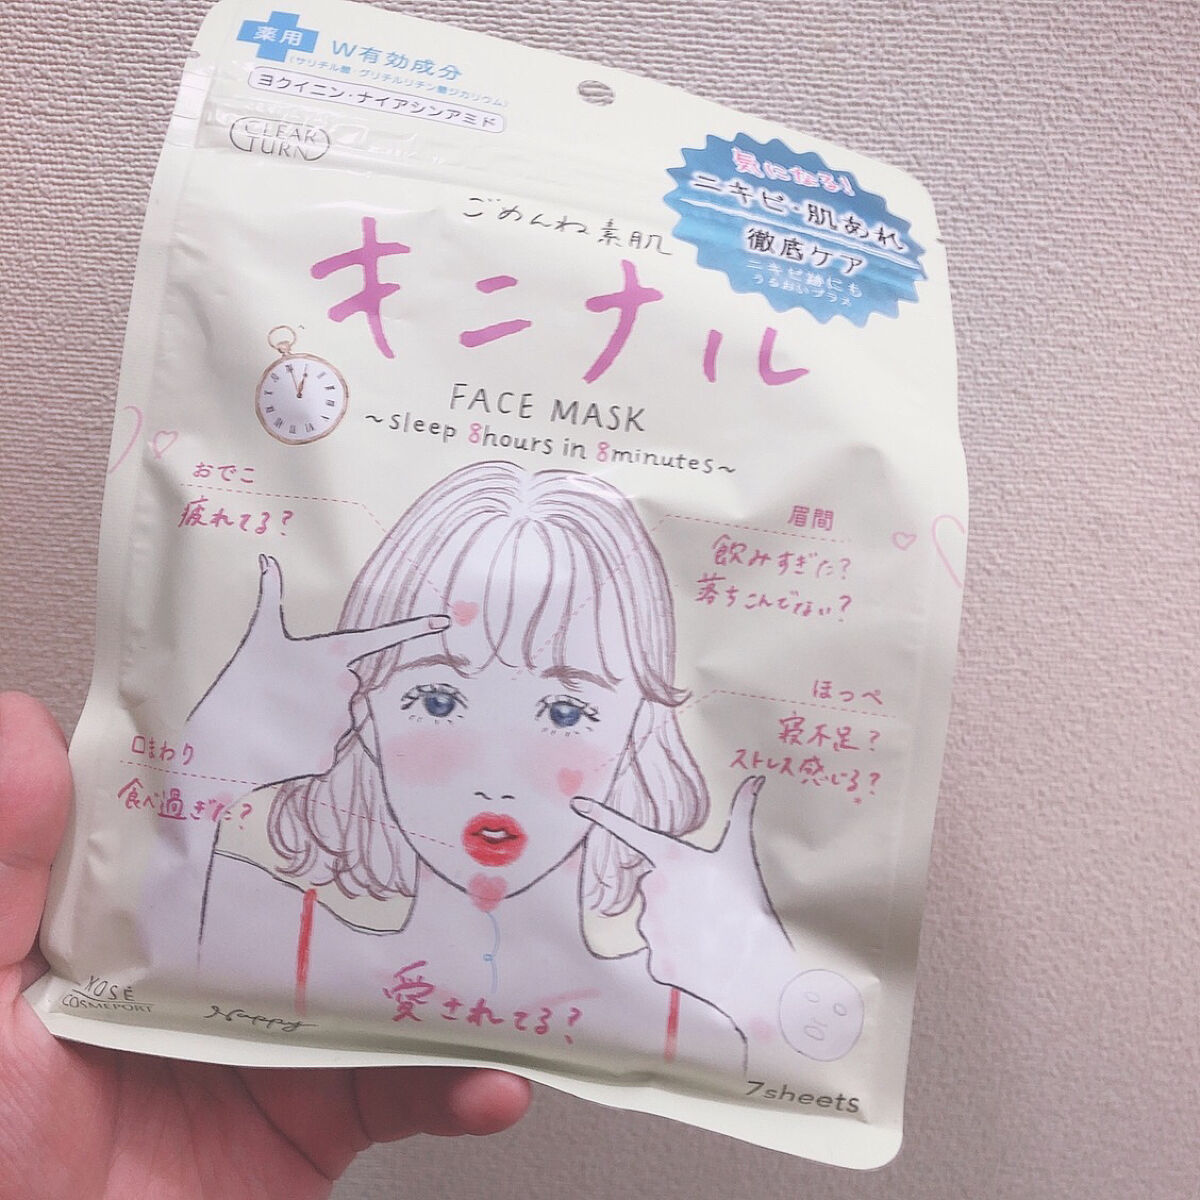 薬用
W有効成分
(サリチル酸・グリチルリチン酸ジカリウム)
ヨクイニン・ナイアシンアミド
CLEAR
TURN
気になる!
ニキビ・肌あれ
徹底ケア
ニキビ跡にも
うるおいプラス
ごめんね素肌
キニナル
FACE MASK
~sleep 8hours in 8minutes~
おでこ
疲れてる?
眉間
飲みすぎた?
落ちこんでない?
ほっぺ
寝不足?
ストレス感じる?
口まわり
食べ過ぎた?
愛されてる?
KOSÉ
COSMEPORT
Nappy
7sheets